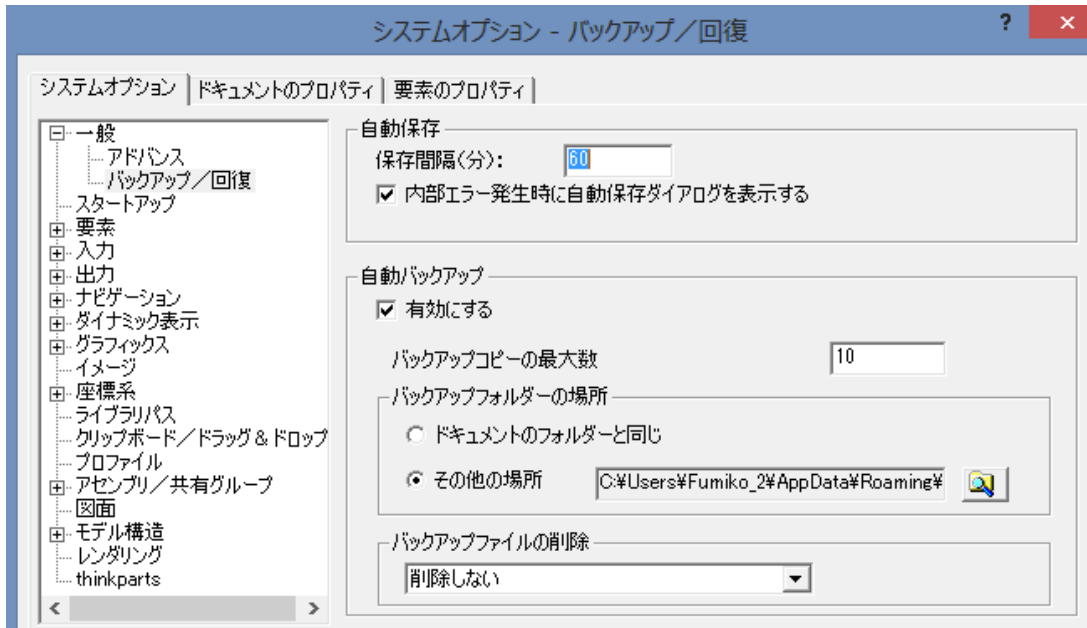 システムオプション - バックアップ／回復
?
×
システムオプション
ドキュメントのプロパティ
要素のプロパティ
一般
アドバンス
バックアップ／回復
スタートアップ
要素
入力
出力
ナビゲーション
ダイナミック表示
グラフィックス
イメージ
座標系
ライブラリパス
クリップボード／ドラッグ＆ドロップ
プロファイル
アセンブリ／共有グループ
図面
モデル構造
レンダリング
thinkparts
自動保存
保存間隔(分): 60
内部エラー発生時に自動保存ダイアログを表示する
自動バックアップ
有効にする
バックアップコピーの最大数 10
バックアップフォルダーの場所
ドキュメントのフォルダーと同じ
その他の場所 C:¥Users¥Fumiko_2¥AppData¥Roaming¥
バックアップファイルの削除
削除しない